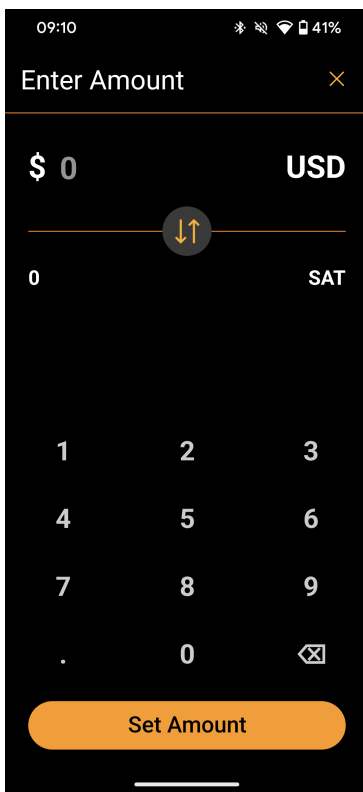 09:10 41%
Enter Amount
$ 0 USD
0 SAT
1 2 3
4 5 6
7 8 9
. 0
Set Amount